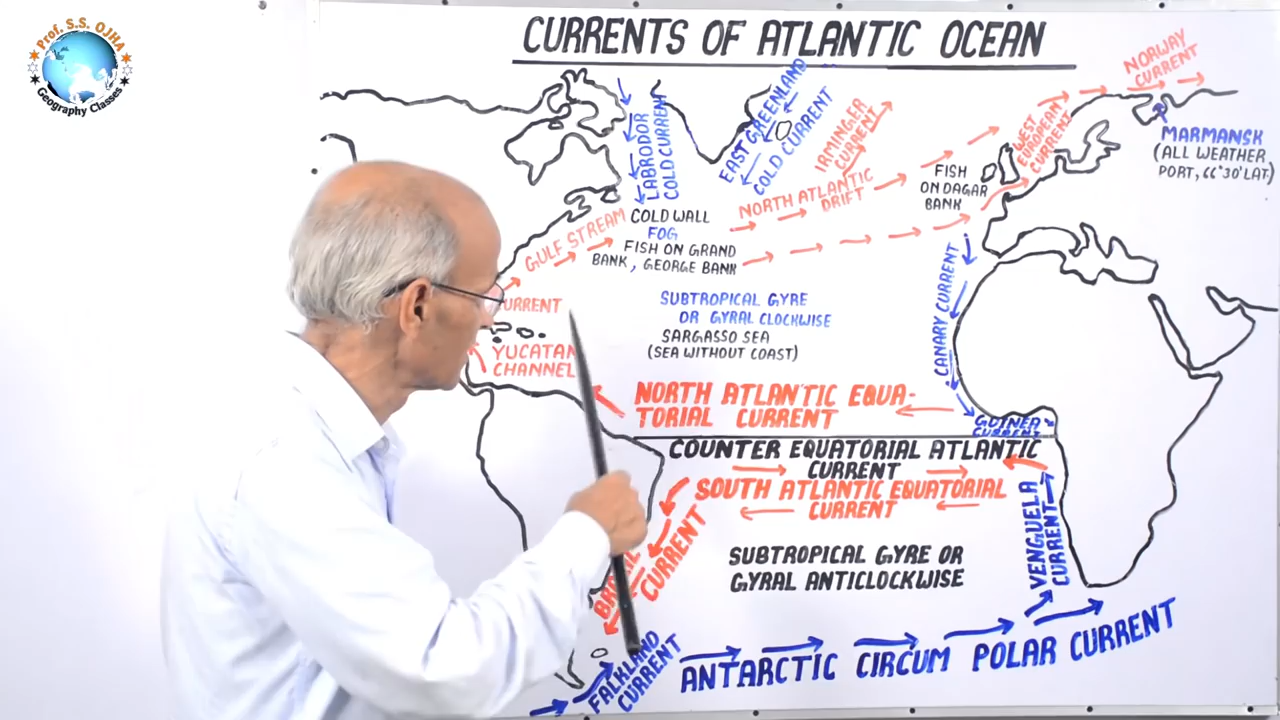 Prof. S.S. OJHA
Geography Classes
CURRENTS OF ATLANTIC OCEAN
NORWAY
CURRENT
EAST GREENLAND
COLD CURRENT
LABRODOR
COLD CURRENT
IRMINGER
CURRENT
WEST
EUROPEAN
CURRENT
MARMANSK
(ALL WEATHER
PORT, 66°30'LAT.)
FISH
ON DAGAR
BANK
NORTH ATLANTIC
DRIFT
COLD WALL
FOG
FISH ON GRAND
BANK, GEORGE BANK
GULF STREAM
CURRENT
YUCATAN
CHANNEL
SUBTROPICAL GYRE
OR GYRAL CLOCKWISE
SARGASSO SEA
(SEA WITHOUT COAST)
CANARY CURRENT
NORTH ATLANTIC EQUA-
TORIAL CURRENT
GUINEA
CURRENT
COUNTER EQUATORIAL ATLANTIC
CURRENT
SOUTH ATLANTIC EQUATORIAL
CURRENT
CURRENT
VENGUELA
CURRENT
SUBTROPICAL GYRE OR
GYRAL ANTICLOCKWISE
FALKLAND
CURRENT
ANTARCTIC CIRCUM POLAR CURRENT